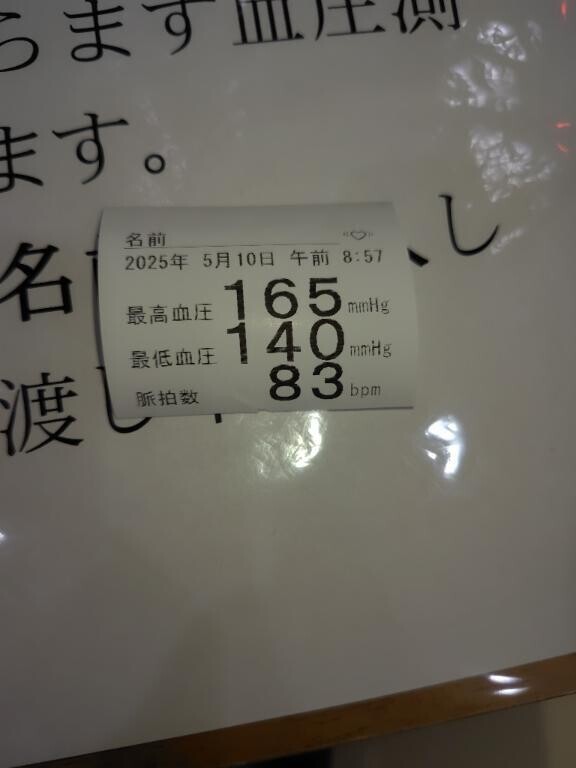 ます血圧測
ます。
名
し
渡し
名前
2025年 5月10日 午前 8:57
最高血圧 165 mmHg
最低血圧 140 mmHg
脈拍数 83 bpm